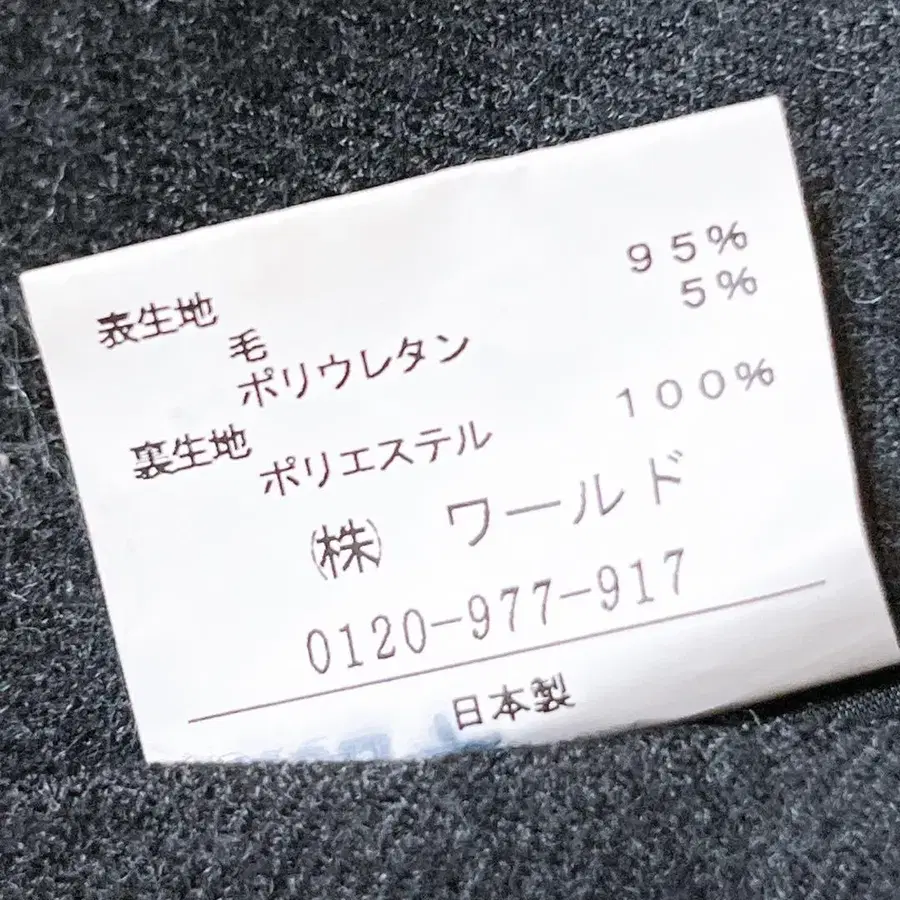 表生地
毛 95%
ポリウレタン 5%
裏生地
ポリエステル 100%
㈱ ワールド
0120-977-917
日本製